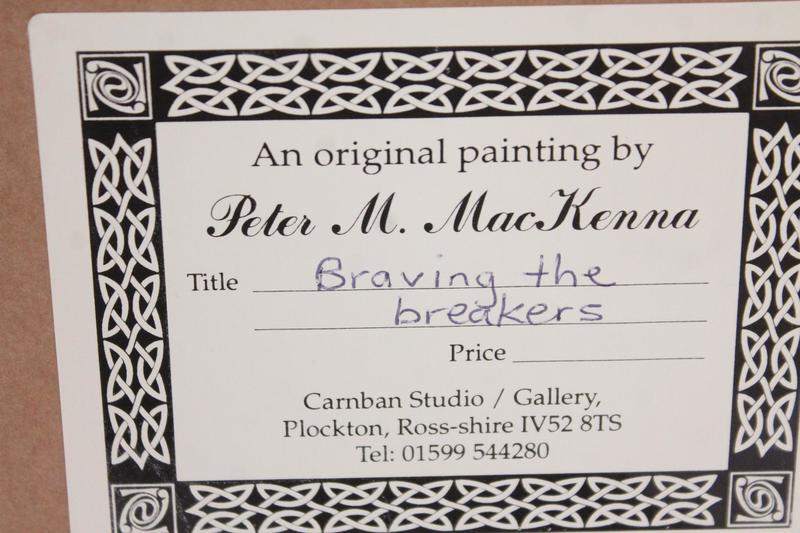 An original painting by
Peter M. MacKenna
Title Braving the
breakers
Price
Carnban Studio / Gallery,
Plockton, Ross-shire IV52 8TS
Tel: 01599 544280